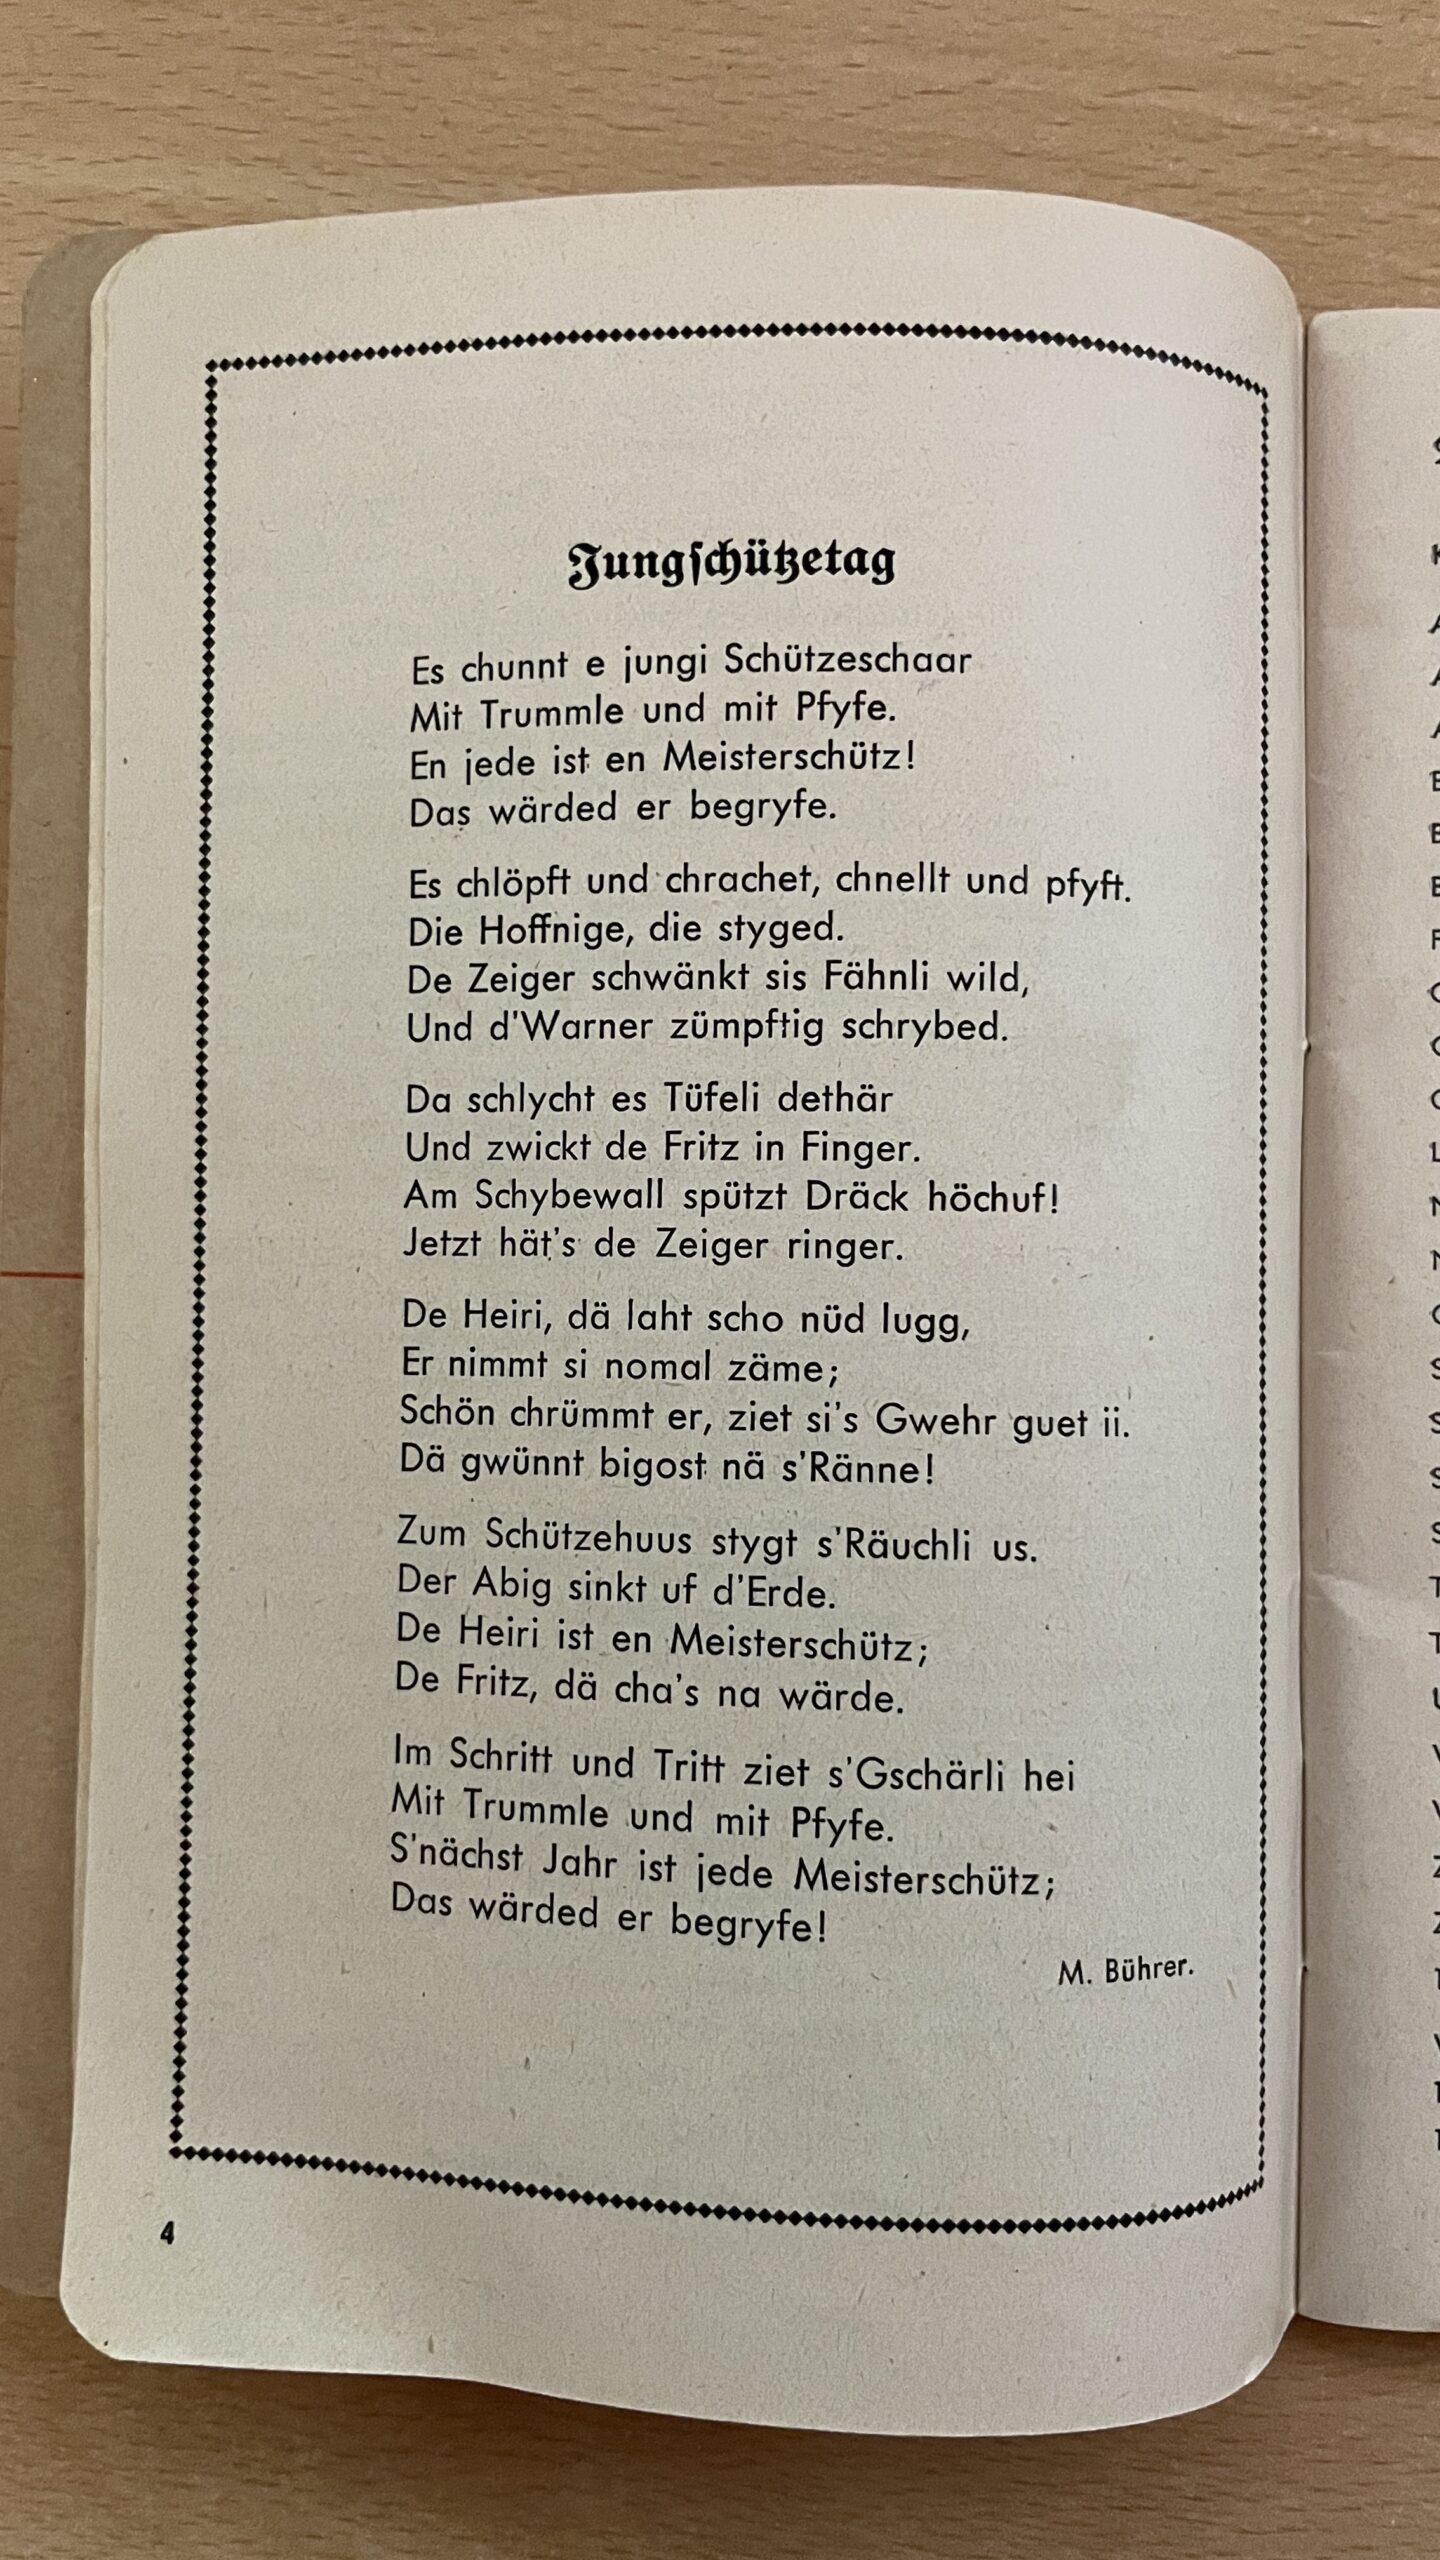 Jungschützetag
Es chunnt e jungi Schützeschaar
Mit Trummle und mit Pfyfe.
En jede ist en Meisterschütz!
Das wärded er begryfe.
Es chlöpft und chrachet, chnellt und pfyft.
Die Hoffnige, die styged.
De Zeiger schwänkt sis Fähnli wild,
Und d'Warner zümpftig schrybed.
Da schlycht es Tüfeli dethär
Und zwickt de Fritz in Finger.
Am Schybewall spützt Dräck höchuf!
Jetzt hät's de Zeiger ringer.
De Heiri, dä laht scho nüd lugg,
Er nimmt si nomal zäme;
Schön chrümmt er, ziet si's Gwehr guet ii.
Dä gwünnt bigost nä s'Ränne!
Zum Schützehuus stygt s'Räuchli us.
Der Abig sinkt uf d'Erde.
De Heiri ist en Meisterschütz;
De Fritz, dä cha's na wärde.
Im Schritt und Tritt ziet s'Gschärli hei
Mit Trummle und mit Pfyfe.
S'nächst Jahr ist jede Meisterschütz;
Das wärded er begryfe!
M. Bührer.
4